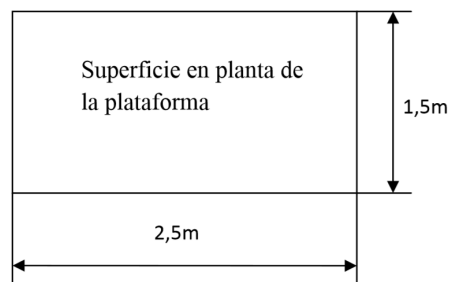 Superficie en planta de
la plataforma
1,5m
2,5m